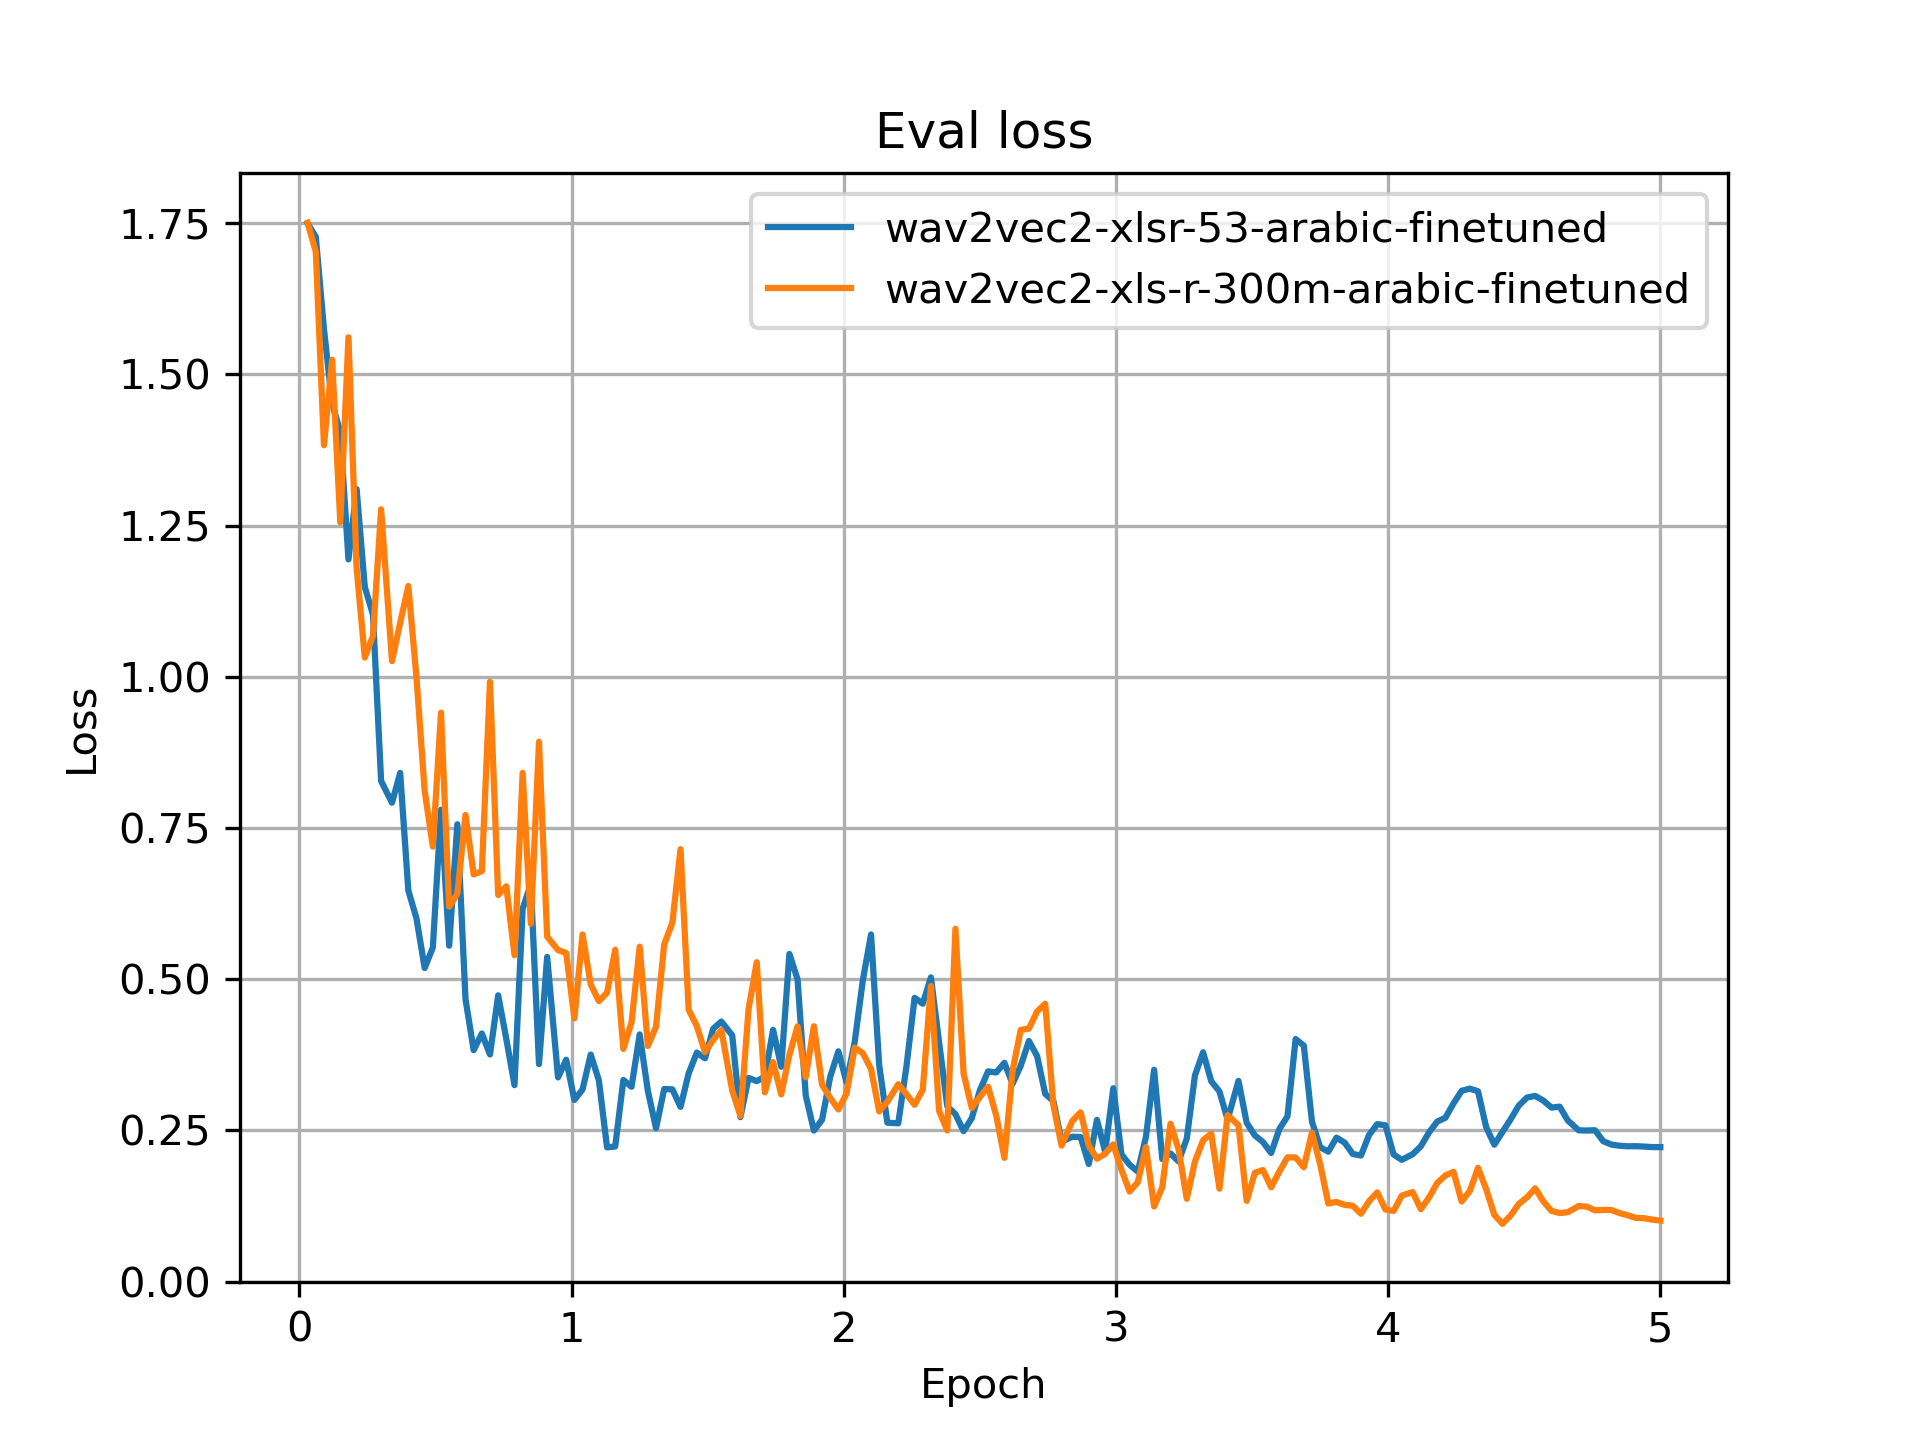 Eval loss
wav2vec2-xlsr-53-arabic-finetuned
wav2vec2-xls-r-300m-arabic-finetuned
1.75
1.50
1.25
1.00
0.75
0.50
0.25
0.00
Loss
0 1 2 3 4 5
Epoch